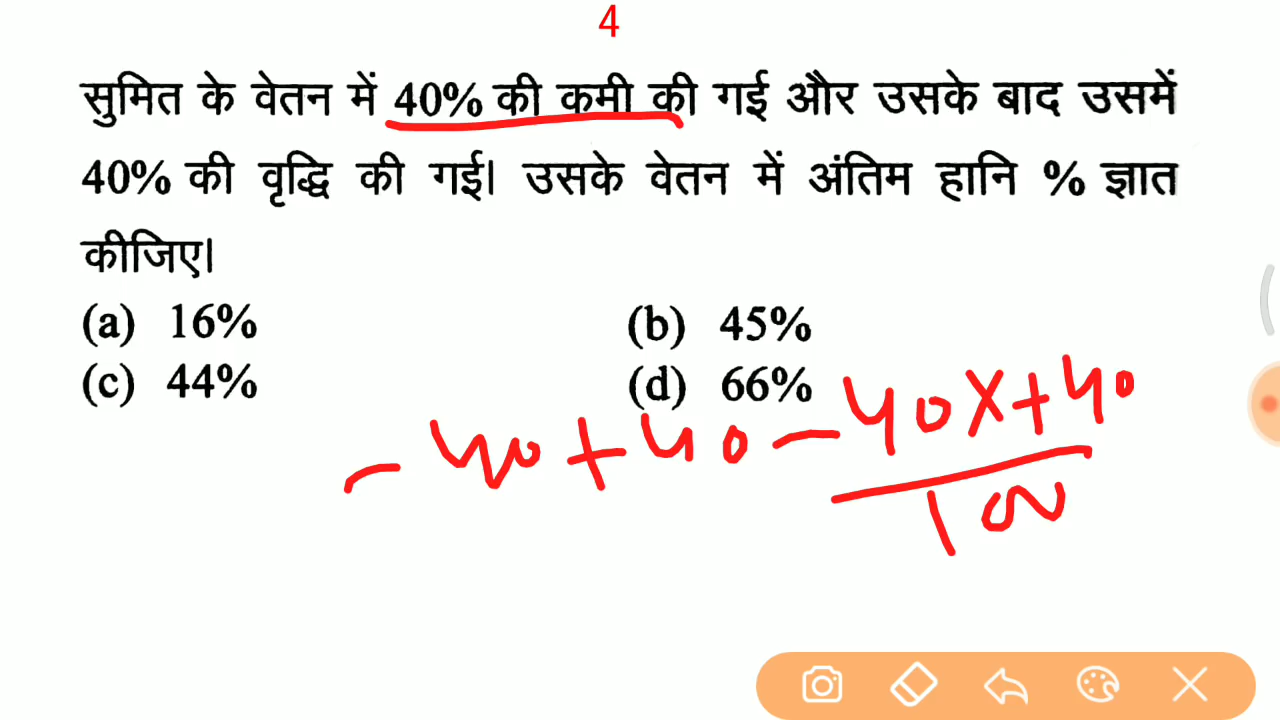 4
सुमित के वेतन में 40% की कमी की गई और उसके बाद उसमें
40% की वृद्धि की गई। उसके वेतन में अंतिम हानि % ज्ञात
कीजिए।
(a) 16% (b) 45%
(c) 44% (d) 66%
- 40 + 40 - 40 X + 40
100